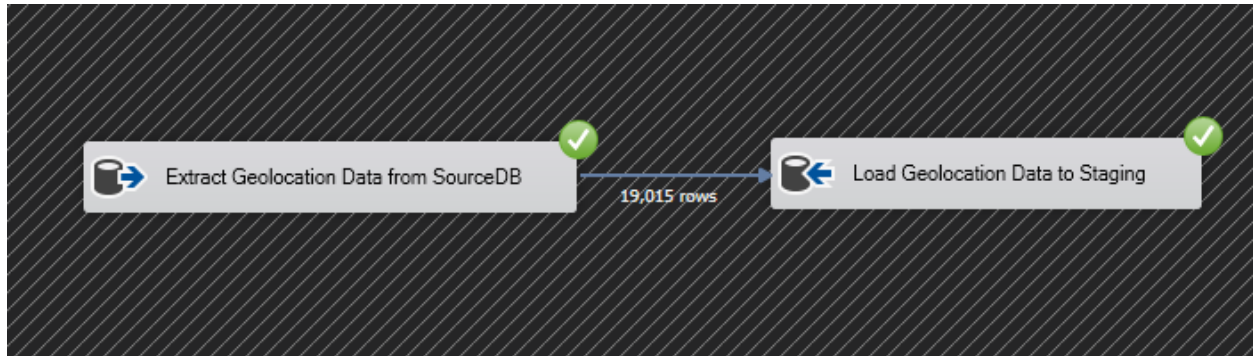 Extract Geolocation Data from SourceDB
19,015 rows
Load Geolocation Data to Staging